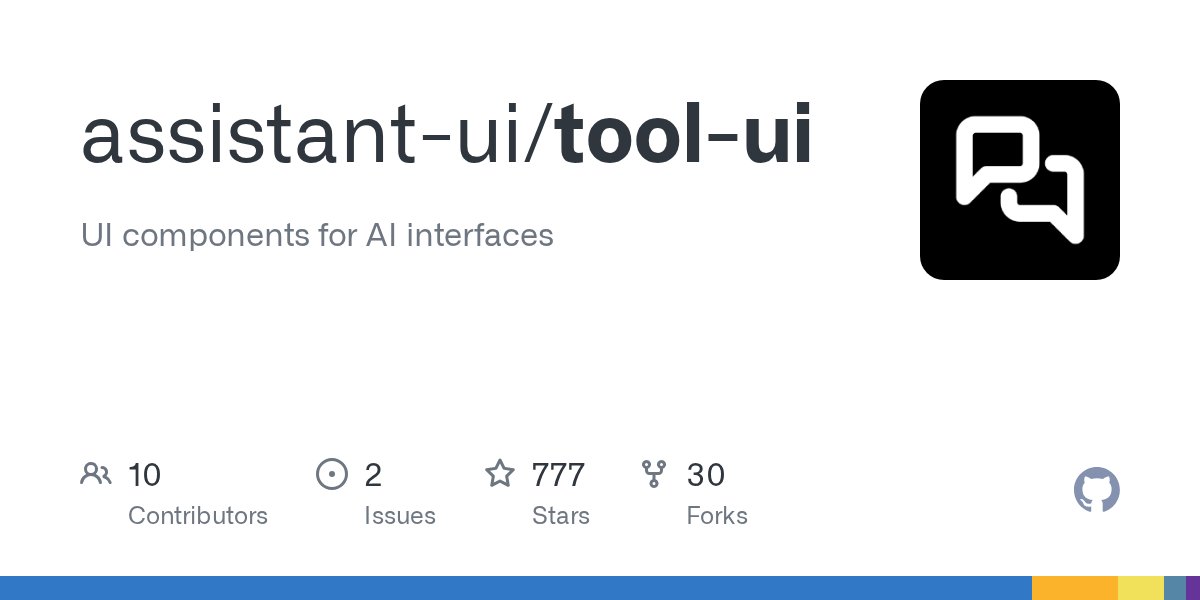 assistant-ui/tool-ui
UI components for AI interfaces
10
Contributors
2
Issues
777
Stars
30
Forks